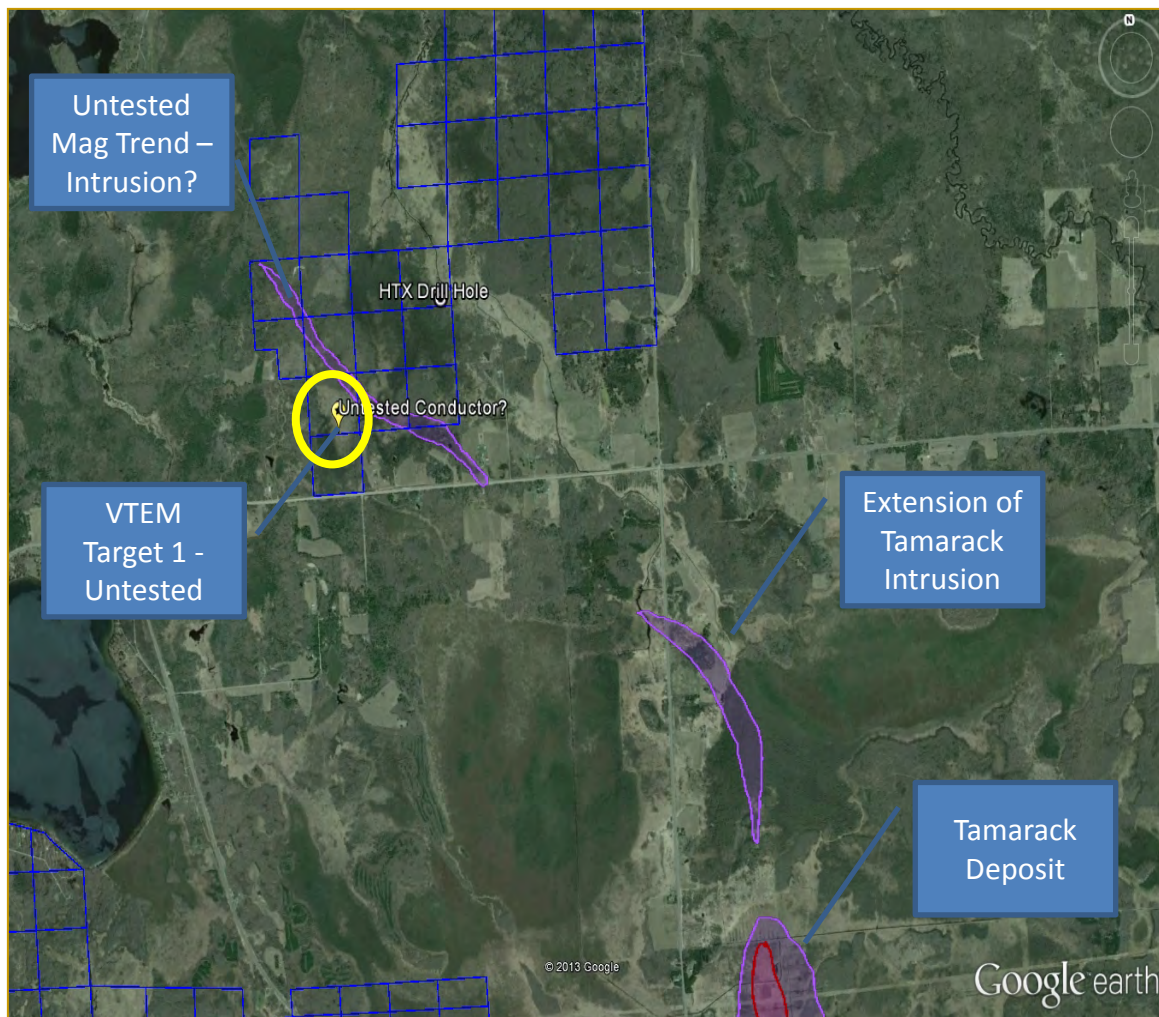 N
Untested
Mag Trend –
Intrusion?
HTX Drill Hole
Untested Conductor?
VTEM
Target 1 -
Untested
Extension of
Tamarack
Intrusion
Tamarack
Deposit
© 2013 Google
Google earth